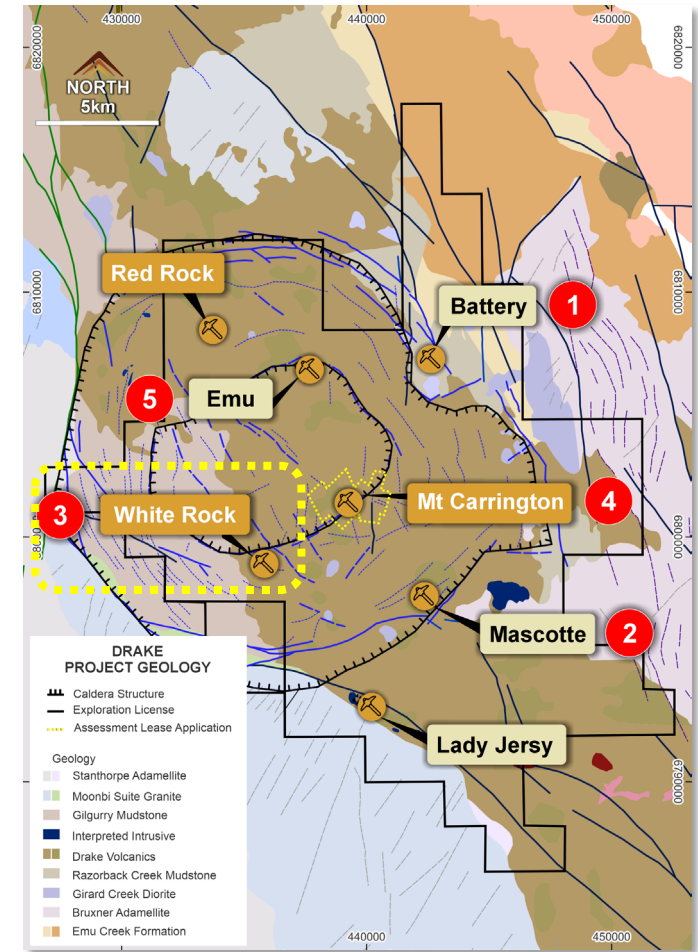 430000
440000
450000
6820000
6820000
NORTH
5km
Red Rock
6810000
6810000
Battery
1
Emu
5
3
White Rock
Mt Carrington
4
6800000
Mascotte
2
Lady Jersy
DRAKE
PROJECT GEOLOGY
Caldera Structure
Exploration License
Assessment Lease Application
Geology
Stanthorpe Adamellite
Moonbi Suite Granite
Gilgurry Mudstone
Interpreted Intrusive
Drake Volcanics
Razorback Creek Mudstone
Girard Creek Diorite
Bruxner Adamellite
Emu Creek Formation
6790000
440000
450000